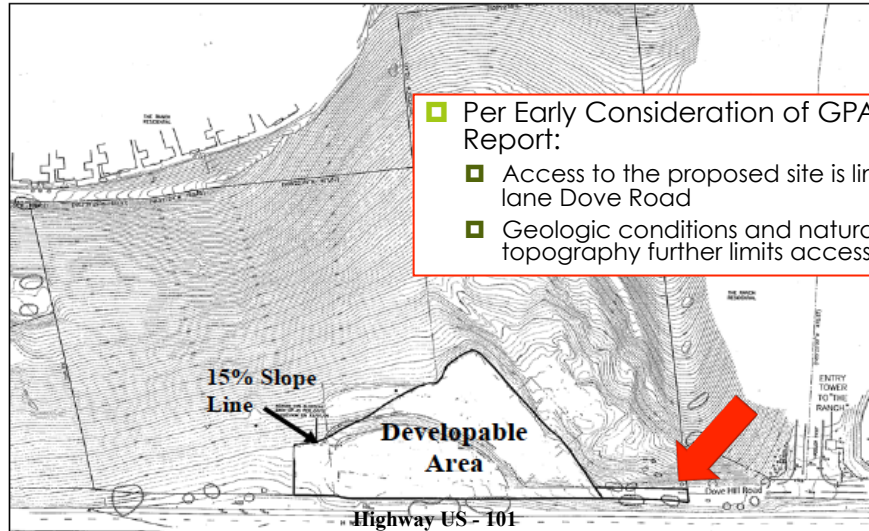 THE RANCH
RESIDENTIAL
Per Early Consideration of GPA
Report:
Access to the proposed site is
lane Dove Road
Geologic conditions and
topography further limits access
THE RANCH
RESIDENTIAL
15% Slope
Line
Developable
Area
ENTRY
TOWER
TO "THE
RANCH"
Dove Hill Road
Highway US - 101